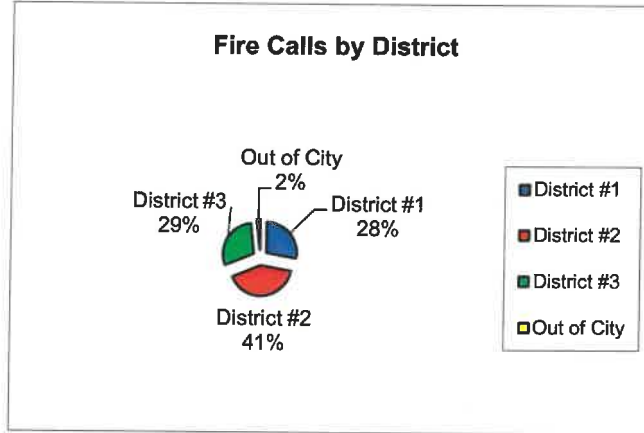 Fire Calls by District
Out of City
2%
District #3
29%
District #1
28%
District #2
41%
District #1
District #2
District #3
Out of City